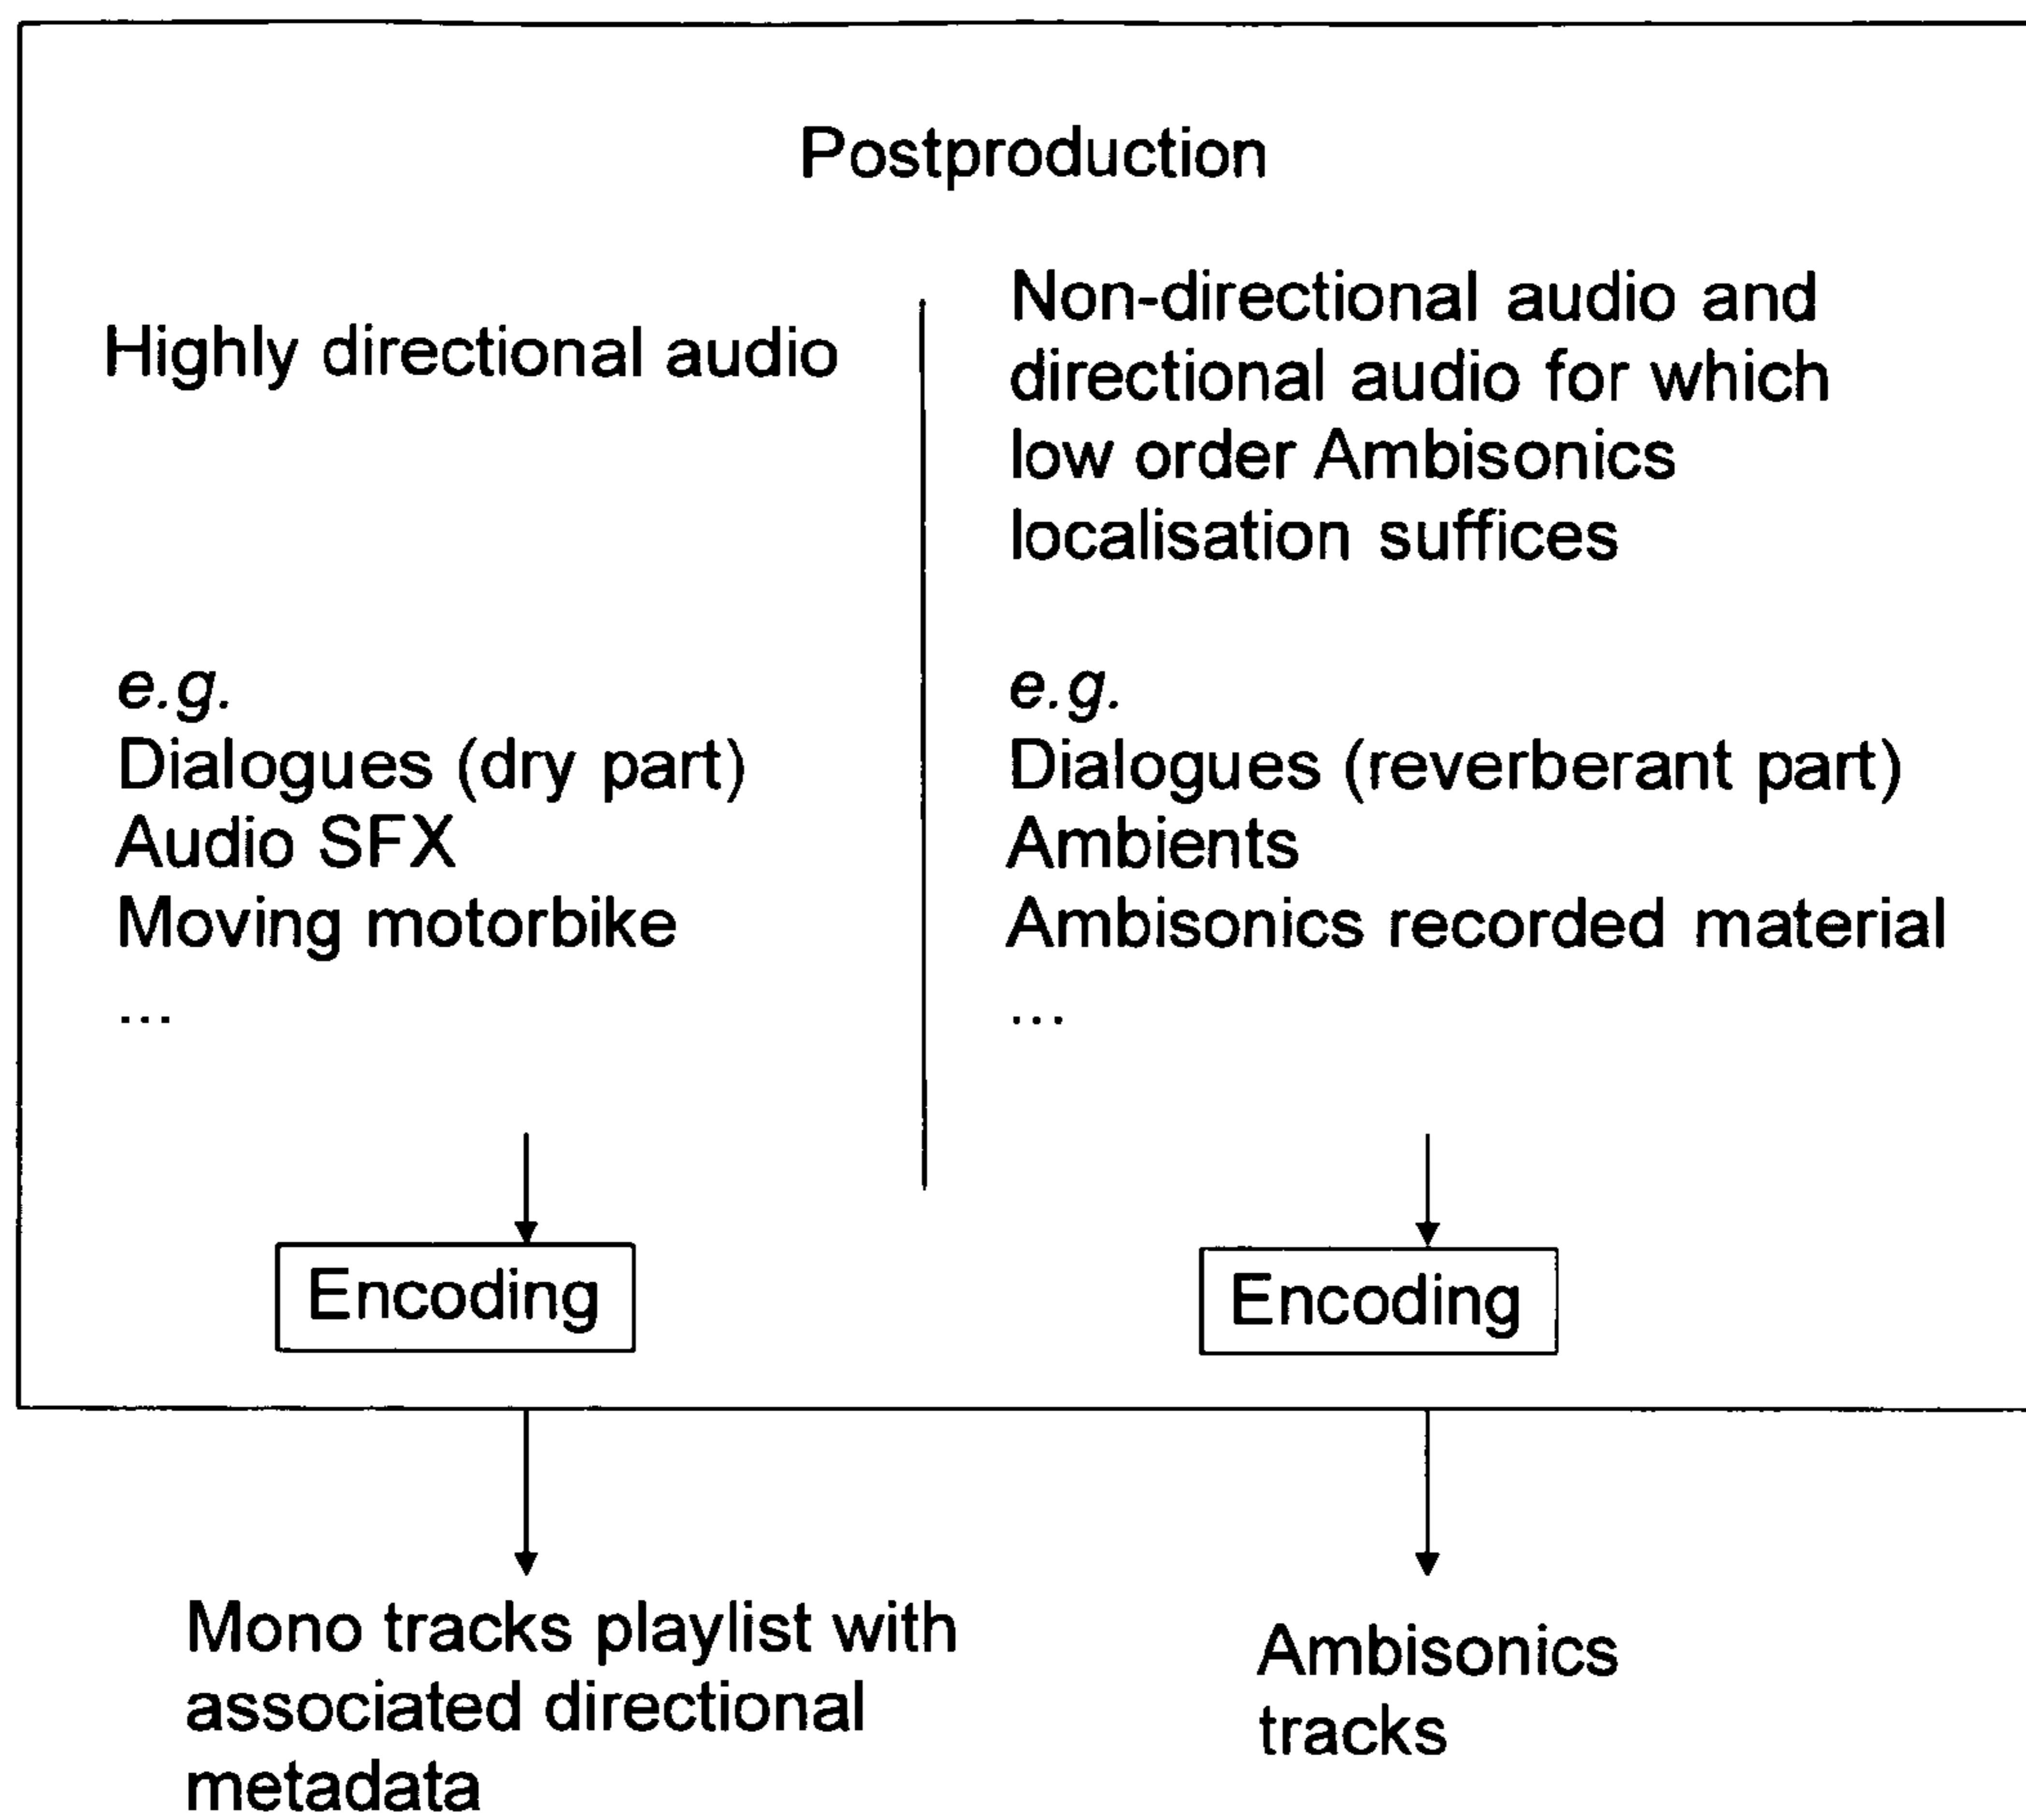 Postproduction
Highly directional audio
e.g.
Dialogues (dry part)
Audio SFX
Moving motorbike
...
Encoding
Mono tracks playlist with
associated directional
metadata
Non-directional audio and
directional audio for which
low order Ambisonics
localisation suffices
e.g.
Dialogues (reverberant part)
Ambients
Ambisonics recorded material
...
Encoding
Ambisonics
tracks